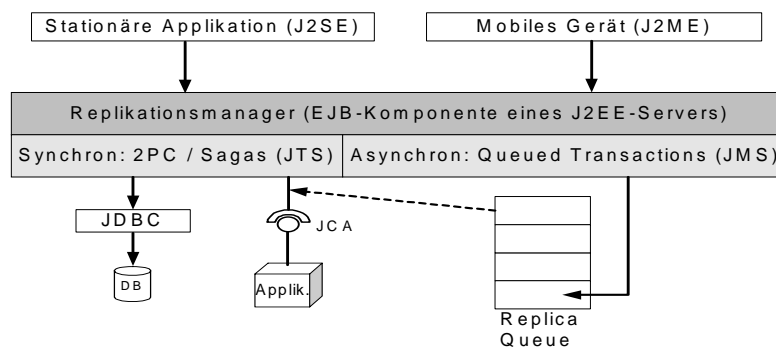 Stationäre Applikation (J2SE)
Mobiles Gerät (J2ME)
Replikationsmanager (EJB-Komponente eines J2EE-Servers)
Synchron: 2PC / Sagas (JTS)
Asynchron: Queued Transactions (JMS)
JDBC
JCA
DB
Applik.
Replica
Queue